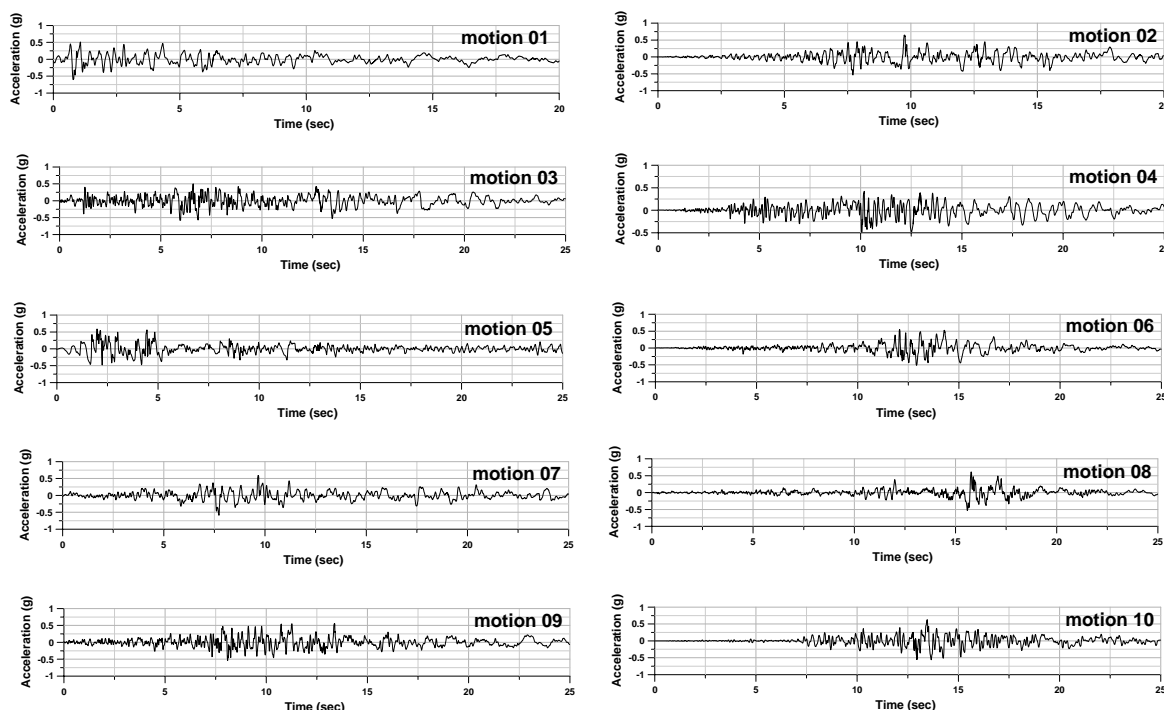 motion 01
Acceleration (g)
1
0.5
0
-0.5
-1
0 5 10 15 20
Time (sec)
motion 02
Acceleration (g)
1
0.5
0
-0.5
-1
0 5 10 15 20
Time (sec)
motion 03
Acceleration (g)
1
0.5
0
-0.5
-1
0 5 10 15 20 25
Time (sec)
motion 04
Acceleration (g)
1
0.5
0
-0.5
0 5 10 15 20 25
Time (sec)
motion 05
Acceleration (g)
1
0.5
0
-0.5
-1
0 5 10 15 20 25
Time (sec)
motion 06
Acceleration (g)
1
0.5
0
-0.5
-1
0 5 10 15 20 25
Time (sec)
motion 07
Acceleration (g)
1
0.5
0
-0.5
-1
0 5 10 15 20 25
Time (sec)
motion 08
Acceleration (g)
1
0.5
0
-0.5
-1
0 5 10 15 20 25
Time (sec)
motion 09
Acceleration (g)
1
0.5
0
-0.5
-1
0 5 10 15 20 25
Time (sec)
motion 10
Acceleration (g)
1
0.5
0
-0.5
-1
0 5 10 15 20 25
Time (sec)